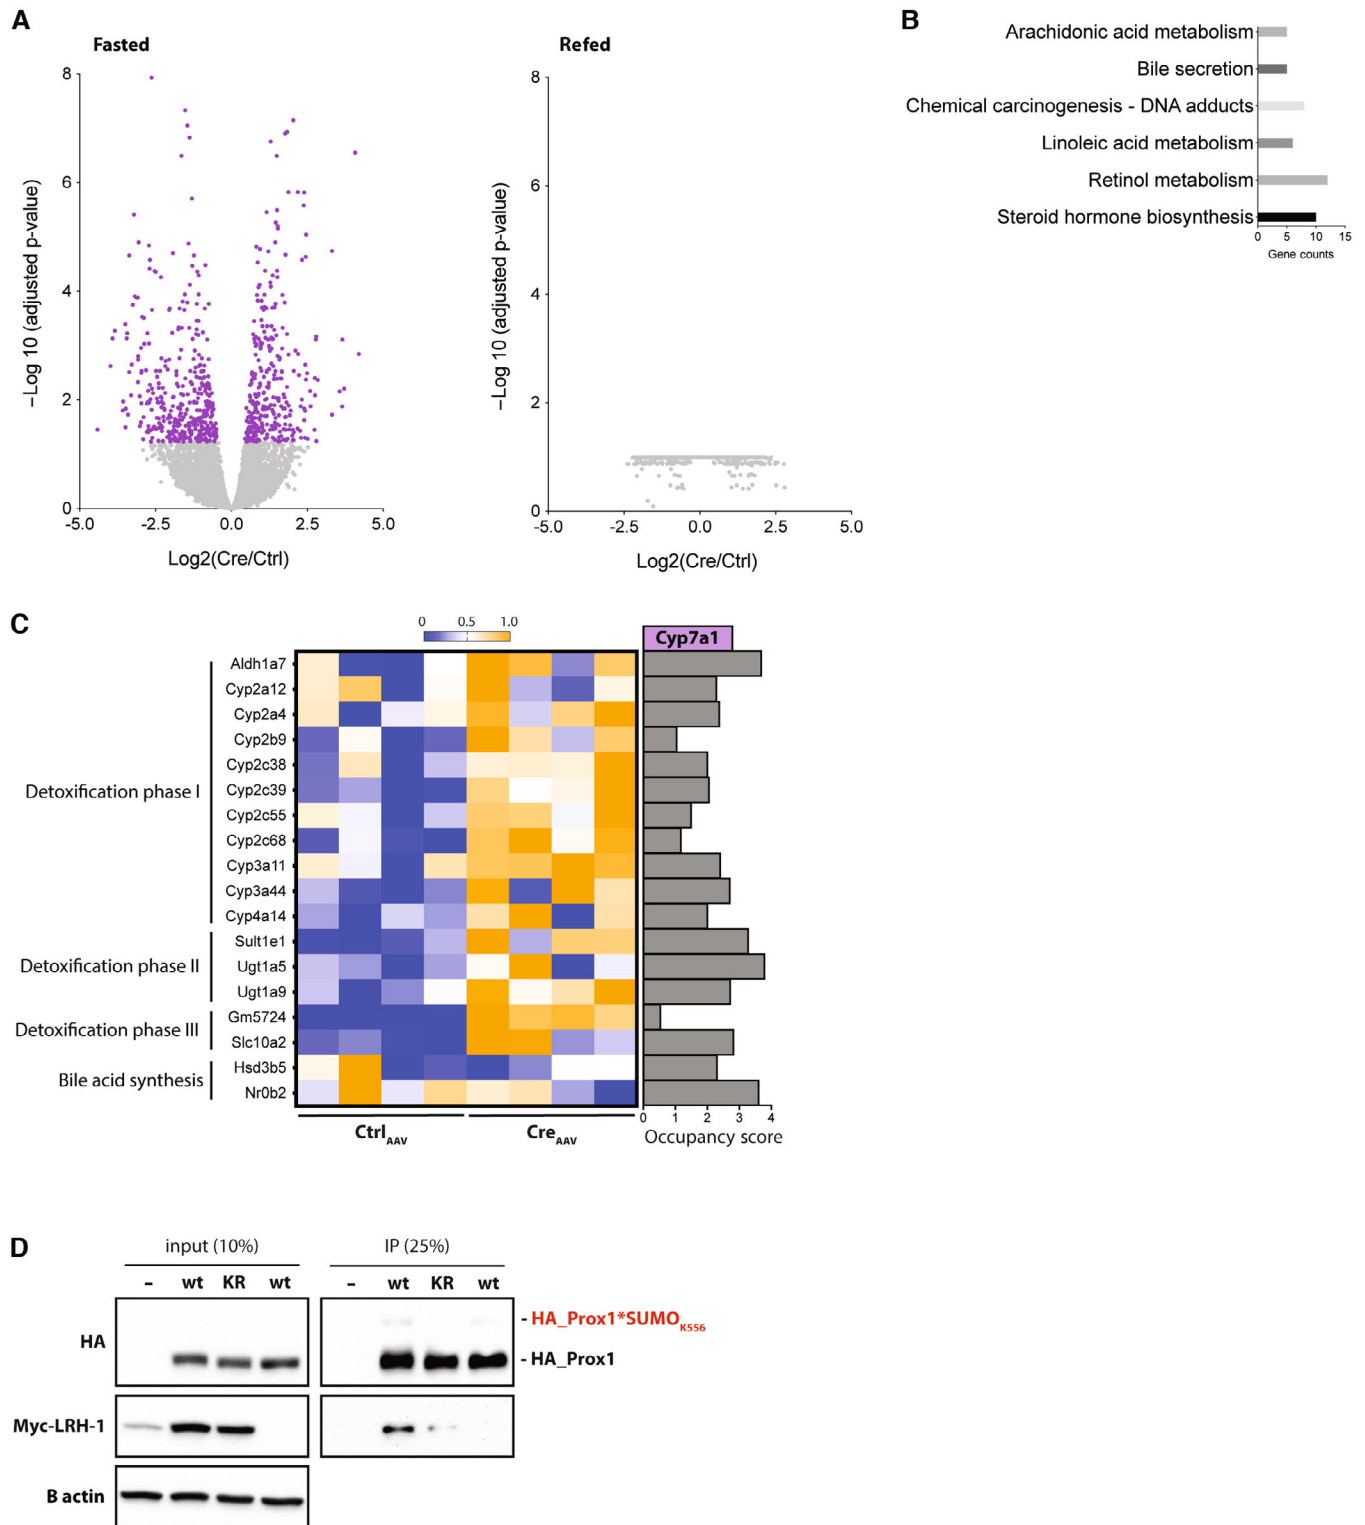 A
Fasted
8
6
4
2
0
-5.0 -2.5 0.0 2.5 5.0
−Log 10 (adjusted p-value)
Log2(Cre/Ctrl)
Refed
8
6
4
2
0
-5.0 -2.5 0.0 2.5 5.0
−Log 10 (adjusted p-value)
Log2(Cre/Ctrl)
B
Arachidonic acid metabolism
Bile secretion
Chemical carcinogenesis - DNA adducts
Linoleic acid metabolism
Retinol metabolism
Steroid hormone biosynthesis
0 5 10 15
Gene counts
C
0 0.5 1.0
Cyp7a1
Detoxification phase I
Aldh1a7
Cyp2a12
Cyp2a4
Cyp2b9
Cyp2c38
Cyp2c39
Cyp2c55
Cyp2c68
Cyp3a11
Cyp3a44
Cyp4a14
Detoxification phase II
Sult1e1
Ugt1a5
Ugt1a9
Detoxification phase III
Gm5724
Slc10a2
Bile acid synthesis
Hsd3b5
Nr0b2
Ctrl AAV
Cre AAV
0 1 2 3 4
Occupancy score
D
input (10%)
IP (25%)
– wt KR wt
– wt KR wt
HA
- HA_Prox1*SUMO K556
- HA_Prox1
Myc-LRH-1
B actin